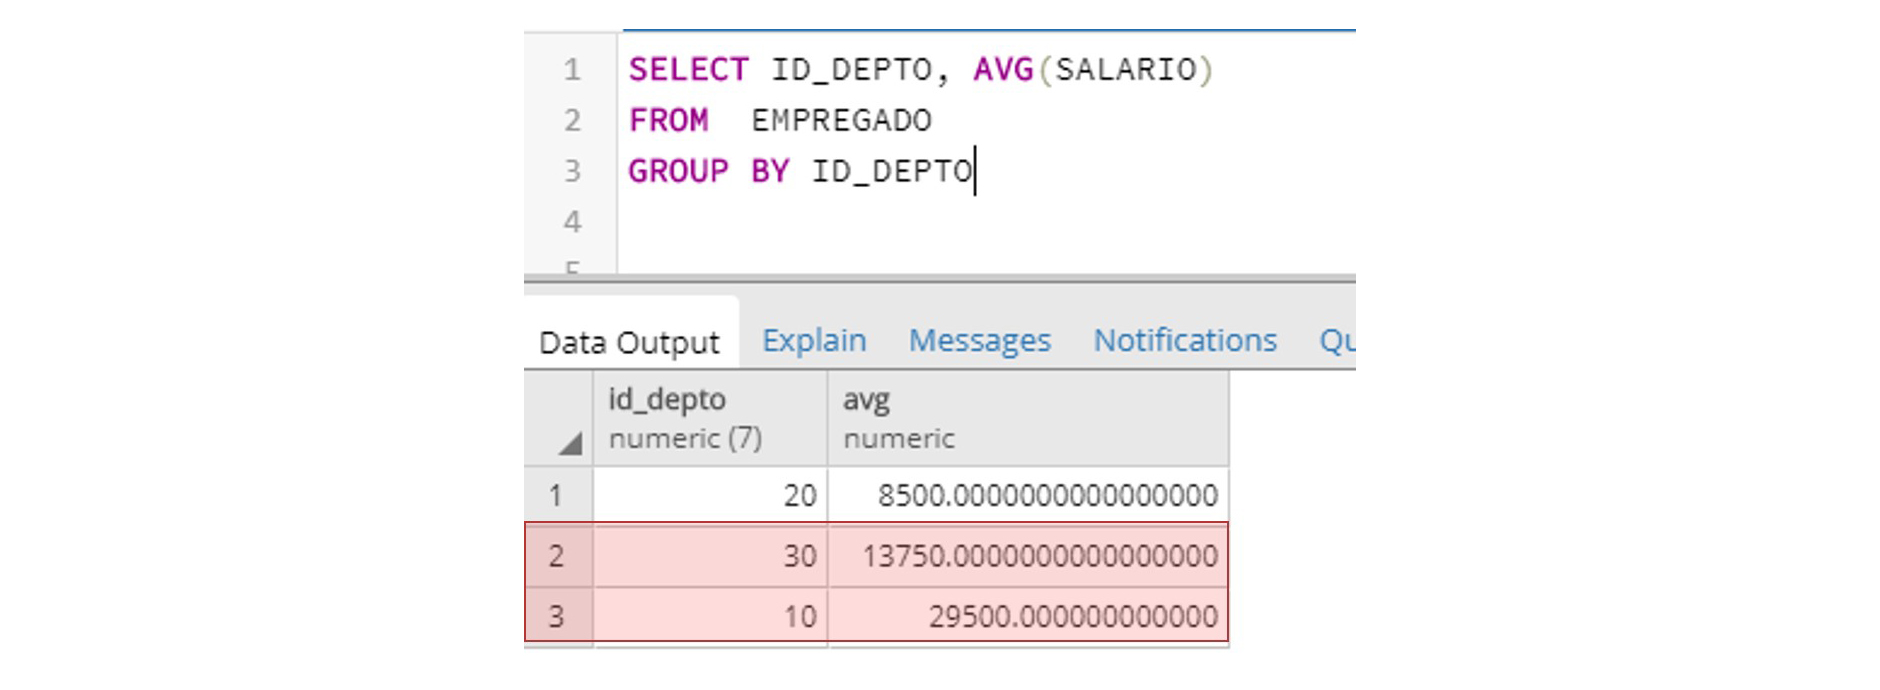 1 SELECT ID_DEPTO, AVG(SALARIO)
2 FROM  EMPREGADO
3 GROUP BY ID_DEPTO
4
5
Data Output Explain Messages Notifications Qu
id_depto avg
numeric (7) numeric
1 20 8500.0000000000000000
2 30 13750.0000000000000000
3 10 29500.000000000000